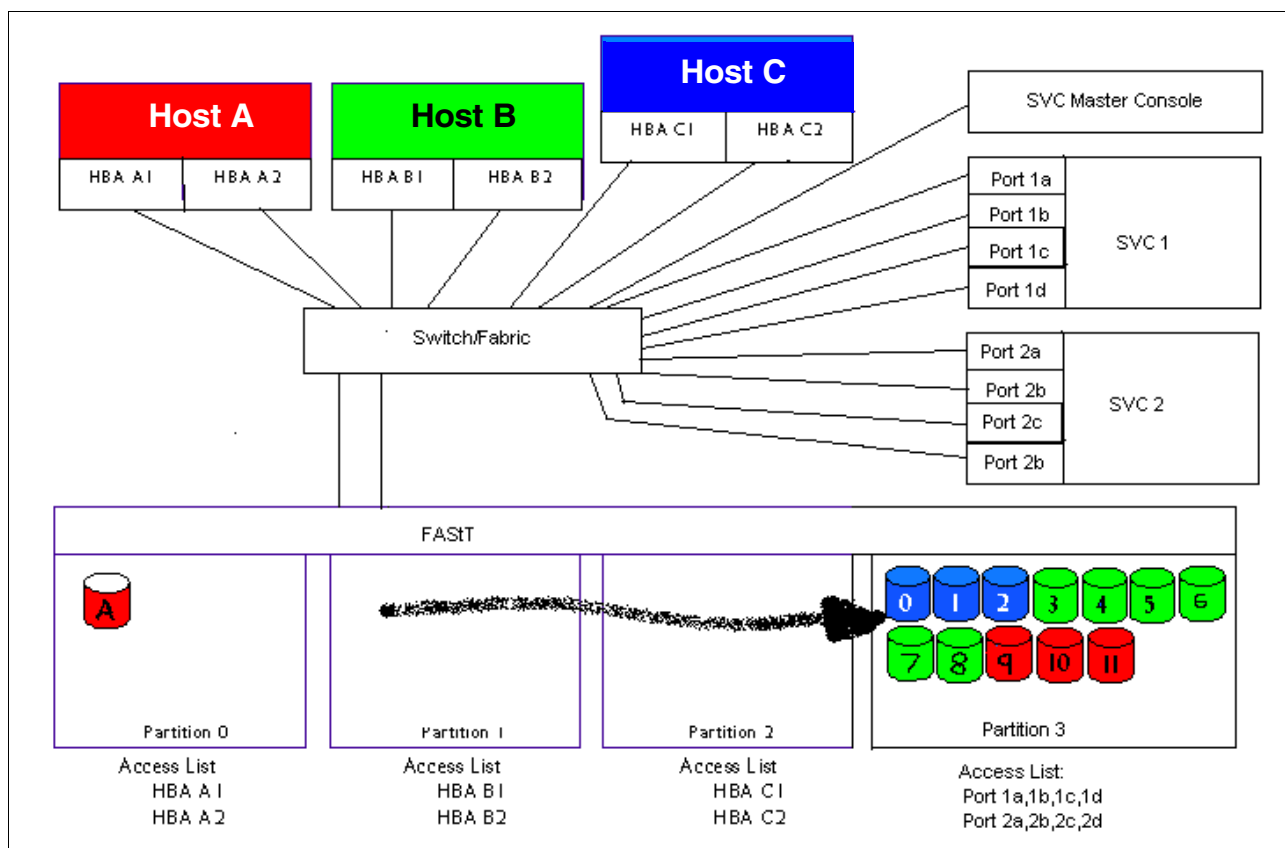 Host A
HBA A1
HBA A2
Host B
HBA B1
HBA B2
Host C
HBA C1
HBA C2
SVC Master Console
Port 1a
Port 1b
Port 1c
Port 1d
SVC 1
Switch/Fabric
Port 2a
Port 2b
Port 2c
Port 2b
SVC 2
FAStT
A
0 1 2 3 4 5 6
7 8 9 10 11
Partition 0
Partition 1
Partition 2
Partition 3
Access List
HBA A1
HBA A2
Access List
HBA B1
HBA B2
Access List
HBA C1
HBA C2
Access List:
Port 1a,1b,1c,1d
Port 2a,2b,2c,2d